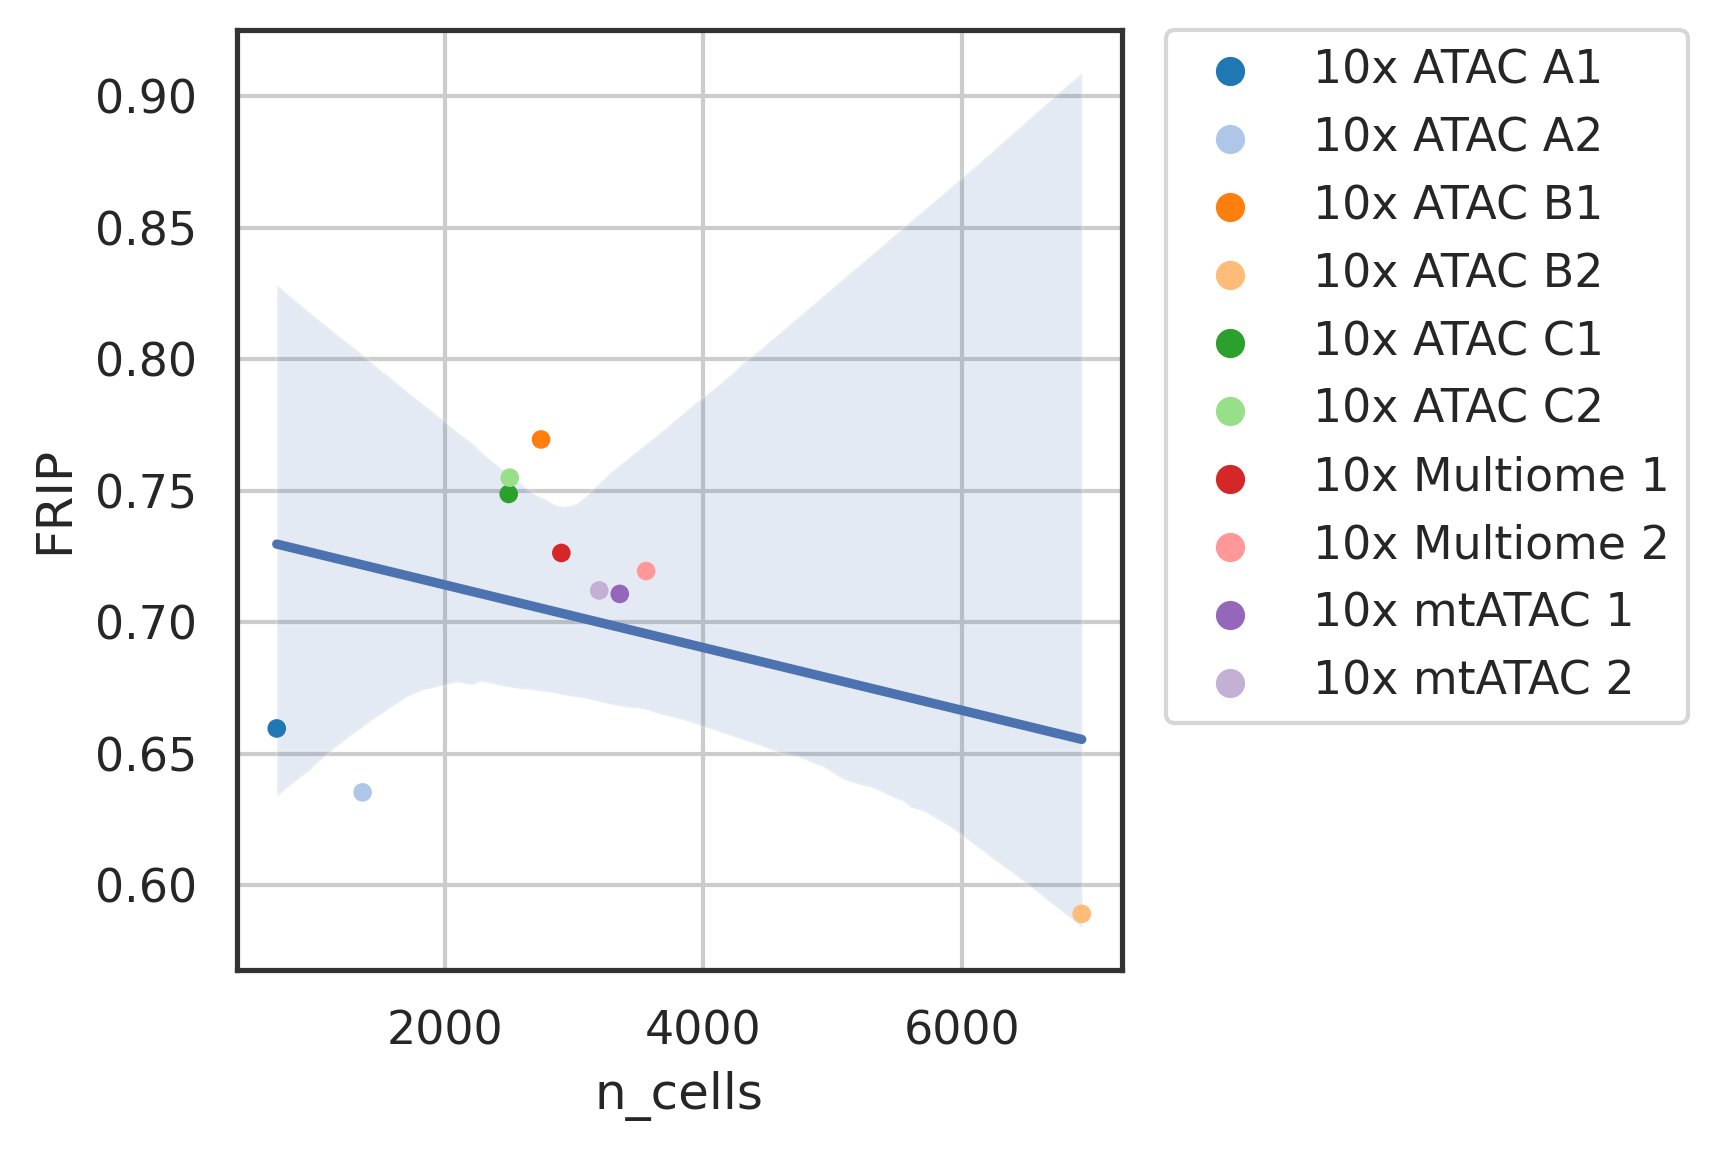 FRIP
0.90
0.85
0.80
0.75
0.70
0.65
0.60
2000 4000 6000
n_cells
10x ATAC A1
10x ATAC A2
10x ATAC B1
10x ATAC B2
10x ATAC C1
10x ATAC C2
10x Multiome 1
10x Multiome 2
10x mtATAC 1
10x mtATAC 2